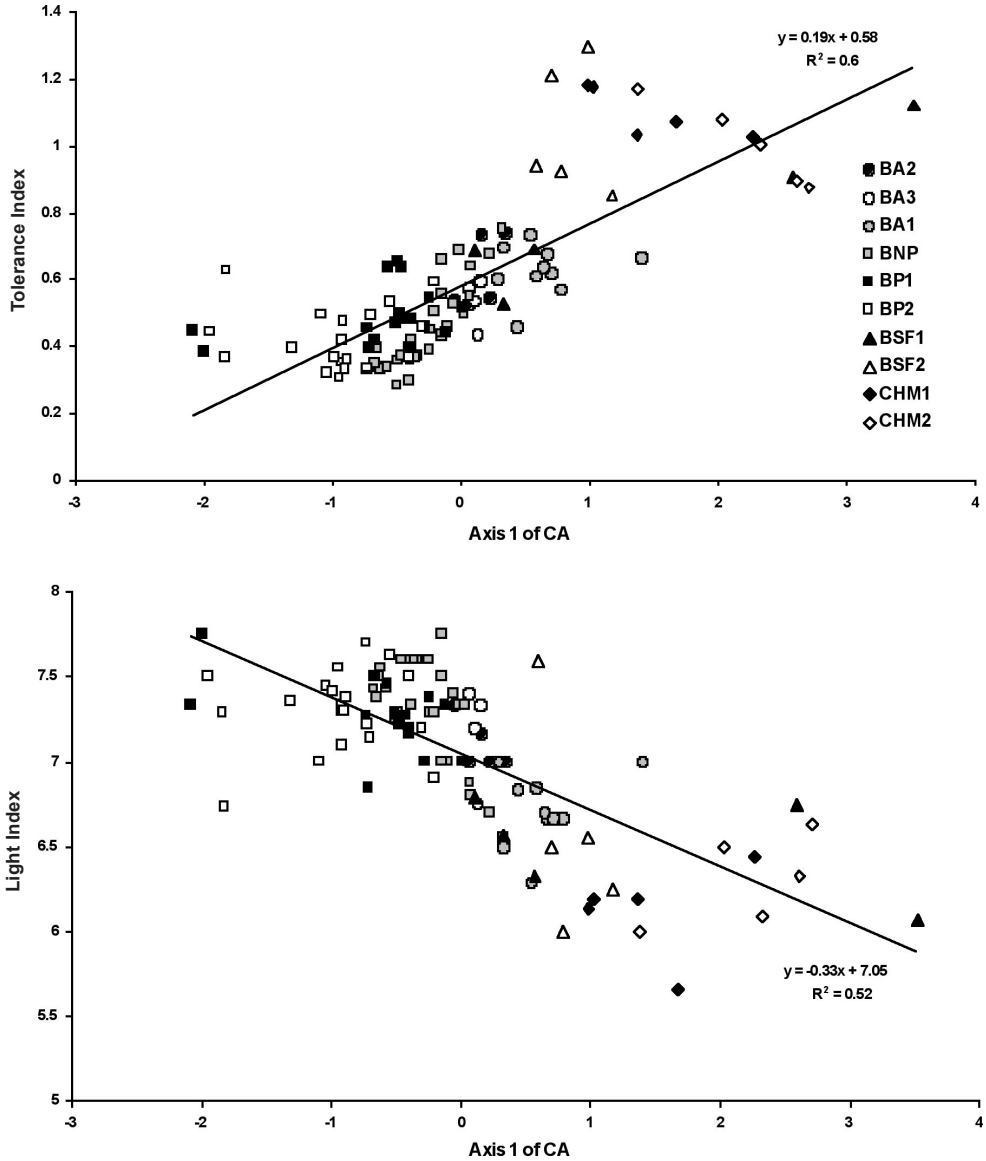 1.4
1.2
1
0.8
0.6
0.4
0.2
0
Tolerance Index
y = 0.19x + 0.58
R² = 0.6
BA2
BA3
BA1
BNP
BP1
BP2
BSF1
BSF2
CHM1
CHM2
-3 -2 -1 0 1 2 3 4
Axis 1 of CA
8
7.5
7
6.5
6
5.5
5
Light Index
y = -0.33x + 7.05
R² = 0.52
-3 -2 -1 0 1 2 3 4
Axis 1 of CA